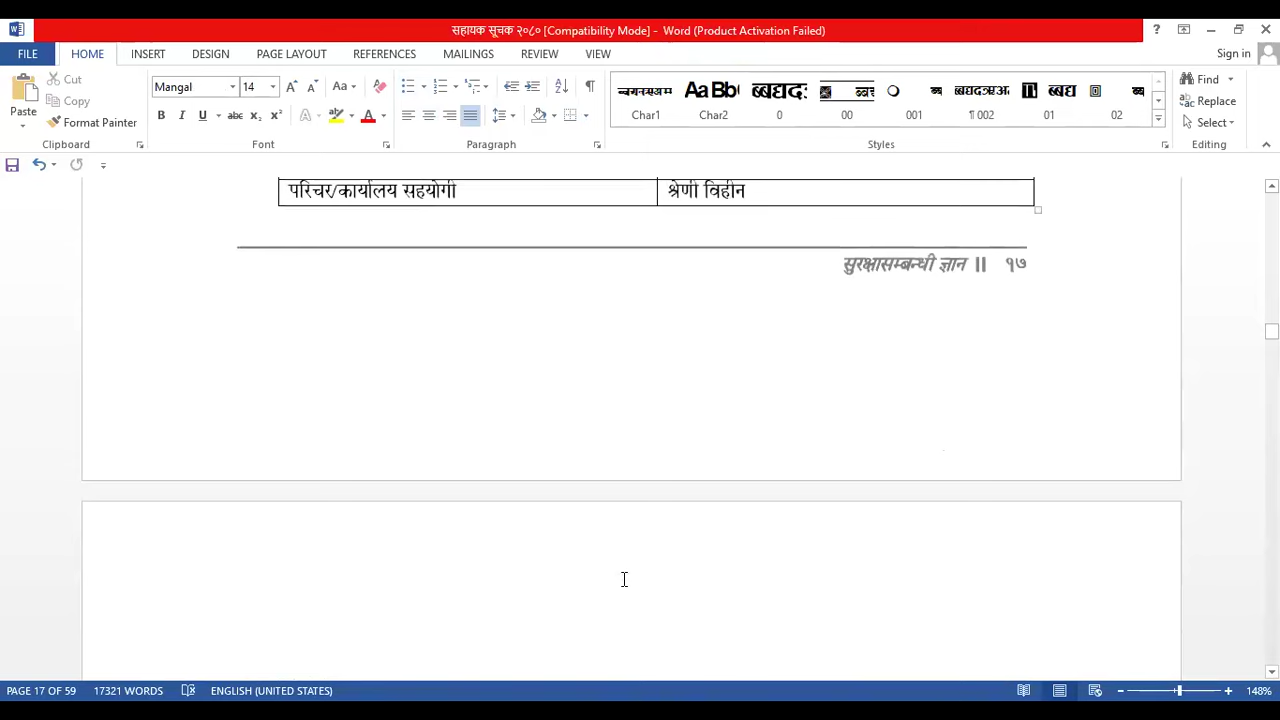 सहायक सूचक २०८० [Compatibility Mode] - Word (Product Activation Failed)
FILE HOME INSERT DESIGN PAGE LAYOUT REFERENCES MAILINGS REVIEW VIEW Sign in
Cut
Copy
Paste
Format Painter
Mangal 14
Char1 Char2 0 00 ¶ 002 01 02
Find
Replace
Select
Clipboard Font Paragraph Styles Editing
परिचर/कार्यालय सहयोगी श्रेणी विहीन
सुरक्षासम्बन्धी ज्ञान ॥ १७
PAGE 17 OF 59 17321 WORDS ENGLISH (UNITED STATES) 148%